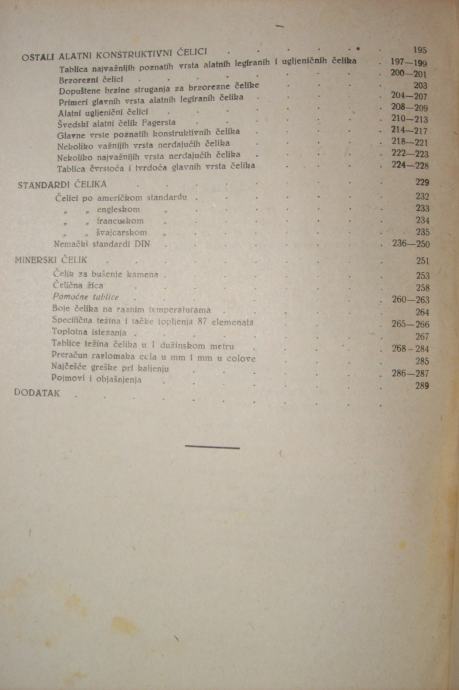 OSTALI ALATNI KONSTRUKTIVNI ČELICI . . . . . . 195
Tablica najvažnijih poznatih vrsta alatnih legiranih i ugljeničnih čelika . 197—199
Brzorezni čelici . . . . . . . 200—201
Dopuštene brzine struganja za brzorezne čelike . . . . 203
Primeri glavnih vrsta alatnih legiranih čelika . . . . . 204—207
Alatni ugljenični čelici . . . . . . 208—209
Švedski alatni čelik Fagersta . . . . . . 210—213
Glavne vrste poznatih konstruktivnih čelika . . . . . 214—217
Nekoliko važnijih vrsta nerđajućih čelika . . . . . 218—221
Nekoliko najvažnijih vrsta nerđajućih čelika . . . . . 222—223
Tablica čvrstoća i tvrdoća glavnih vrsta čelika . . . . . 224—228
STANDARDI ČELIKA . . . . . . . . 229
Čelici po američkom standardu . . . . . . . 232
„ „ engleskom „ . . . . . . 233
„ „ francuskom „ . . . . . . 234
„ „ švajcarskom „ . . . . . . 235
Nemački standardi DIN . . . . . . . 236—250
MINERSKI ČELIK . . . . . . . . 251
Čelik za bušenje kamena . . . . . . . 253
Čelična žica . . . . . . . . 258
Pomoćne tablice . . . . . . . 260—263
Boje čelika na raznim temperaturama . . . . . . 264
Specifična težina i tačke topljenja 87 elemenata . . . . 265—266
Toplotna istezanja . . . . . . . 267
Tablice težina čelika u 1 dužinskom metru . . . . . 268—284
Preračun razlomaka cola u mm i mm u colove . . . . . 285
Najčešće greške pri kaljenju . . . . . . 286—287
Pojmovi i objašnjenja . . . . . . . 289
DODATAK . . . . . . . .